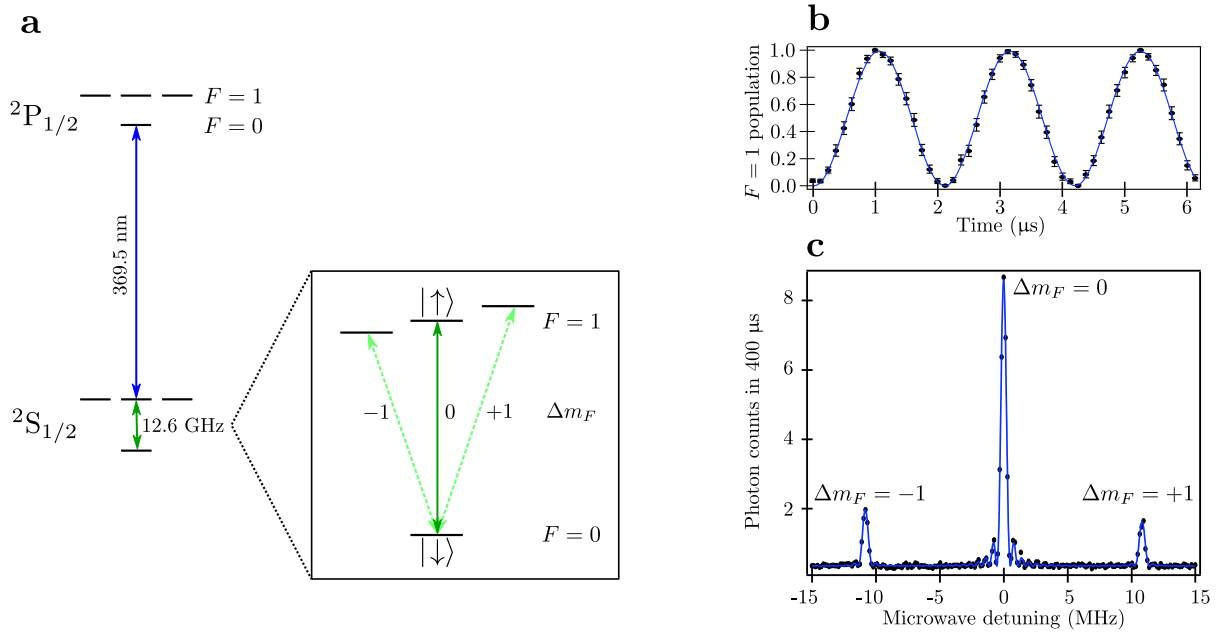 a
²P₁/₂
F = 1
F = 0
369.5 nm
²S₁/₂
12.6 GHz
|↑⟩
F = 1
−1
0
+1
Δm_F
F = 0
|↓⟩
b
F = 1 population
1.0
0.8
0.6
0.4
0.2
0.0
0 1 2 3 4 5 6
Time (μs)
c
Photon counts in 400 μs
8
6
4
2
Δm_F = 0
Δm_F = −1
Δm_F = +1
-15 -10 -5 0 5 10 15
Microwave detuning (MHz)